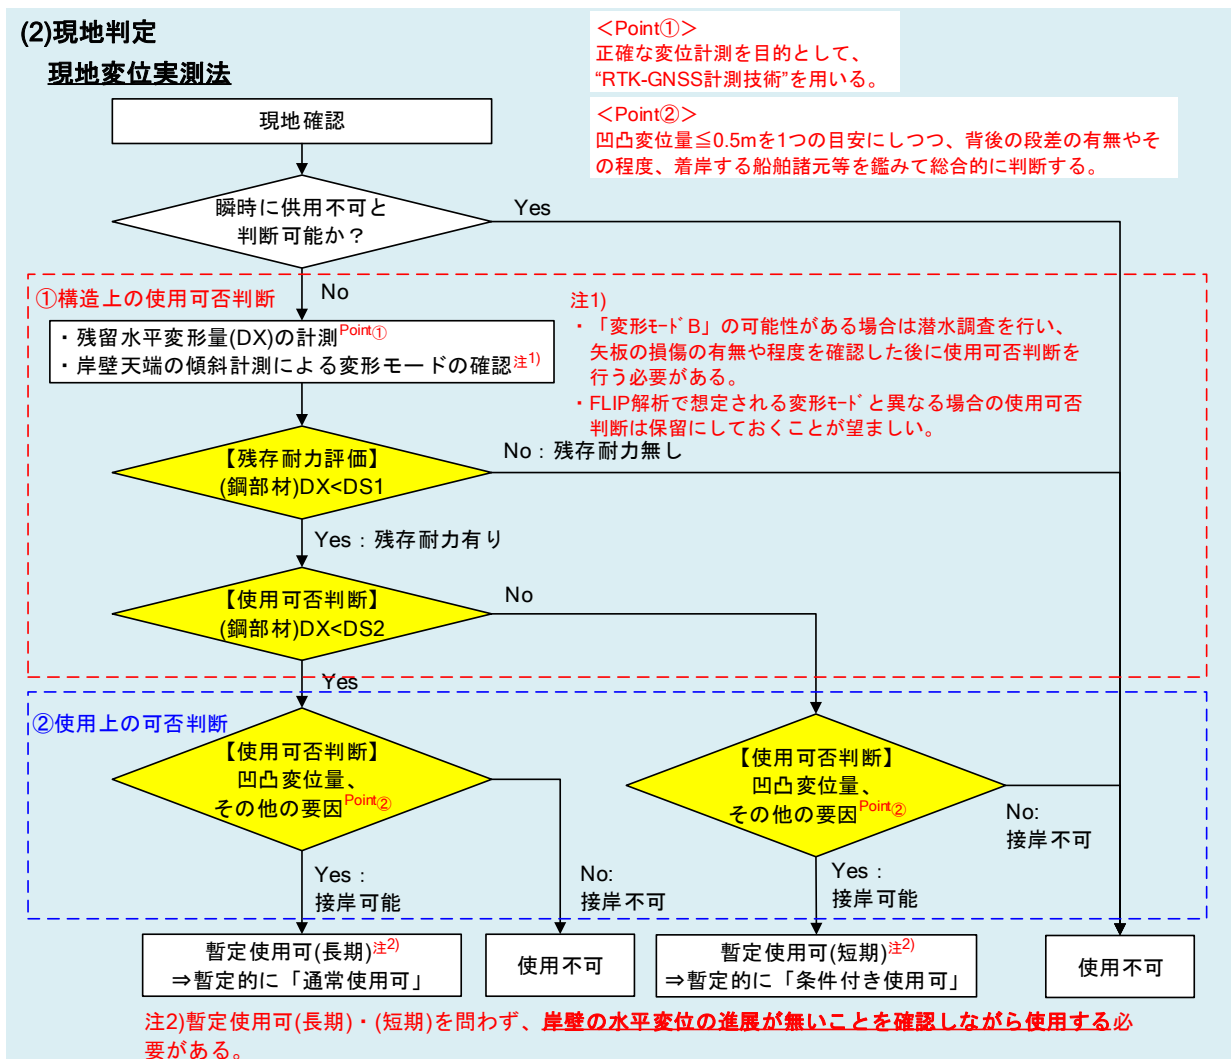 (2)現地判定
現地変位実測法
<Point①>
正確な変位計測を目的として、
“RTK-GNSS計測技術”を用いる。
<Point②>
凹凸変位量≦0.5mを1つの目安にしつつ、背後の段差の有無やそ
の程度、着岸する船舶諸元等を鑑みて総合的に判断する。
現地確認
瞬時に供用不可と
判断可能か？
Yes
No
①構造上の使用可否判断
・残留水平変形量(DX)の計測Point①
・岸壁天端の傾斜計測による変形モードの確認注1)
注1)
・「変形ﾓｰﾄﾞB」の可能性がある場合は潜水調査を行い、
矢板の損傷の有無や程度を確認した後に使用可否判断を
行う必要がある。
・FLIP解析で想定される変形ﾓｰﾄﾞと異なる場合の使用可否
判断は保留にしておくことが望ましい。
【残存耐力評価】
(鋼部材)DX<DS1
No：残存耐力無し
Yes：残存耐力有り
【使用可否判断】
(鋼部材)DX<DS2
No
Yes
②使用上の可否判断
【使用可否判断】
凹凸変位量、
その他の要因Point②
【使用可否判断】
凹凸変位量、
その他の要因Point②
Yes：
接岸可能
No:
接岸不可
Yes：
接岸可能
No:
接岸不可
暫定使用可(長期)注2)
⇒暫定的に「通常使用可」
使用不可
暫定使用可(短期)注2)
⇒暫定的に「条件付き使用可」
使用不可
注2)暫定使用可(長期)・(短期)を問わず、岸壁の水平変位の進展が無いことを確認しながら使用する必
要がある。